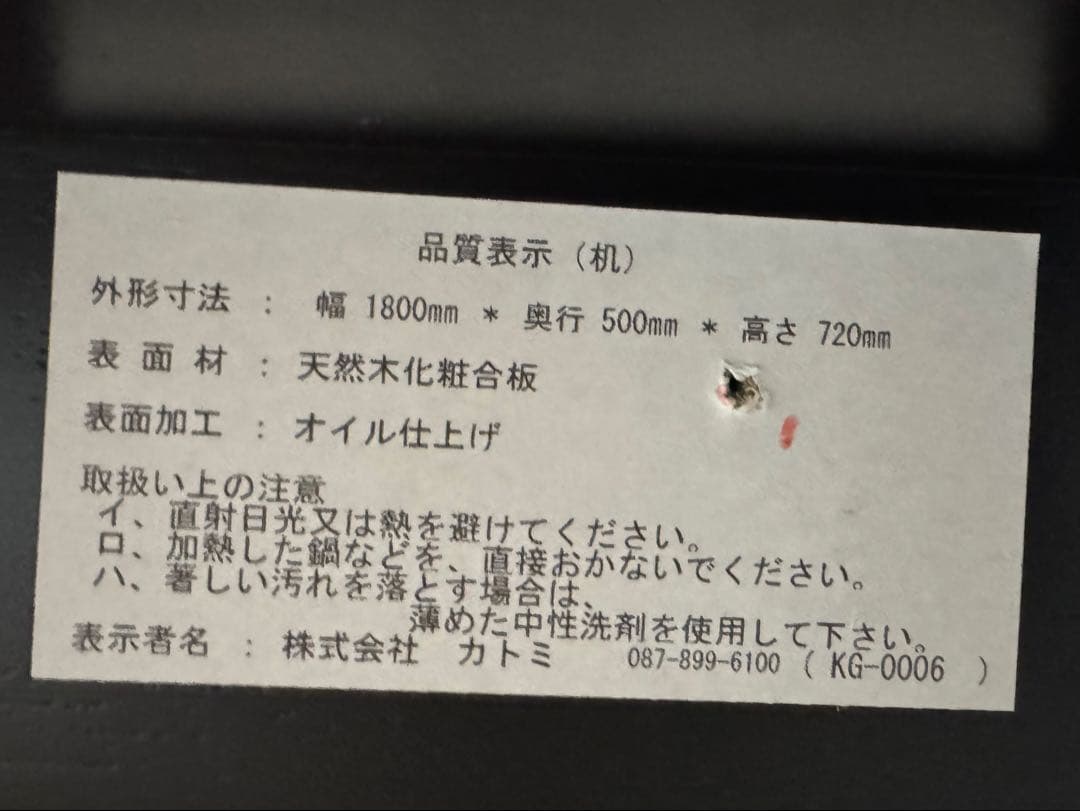 品質表示（机）
外形寸法 ： 幅 1800mm * 奥行 500mm * 高さ 720mm
表面材 ： 天然木化粧合板
表面加工 ： オイル仕上げ
取扱い上の注意
イ、直射日光又は熱を避けてください。
ロ、加熱した鍋などを、直接おかないでください。
ハ、著しい汚れを落とす場合は、
薄めた中性洗剤を使用して下さい。
表示者名 ： 株式会社 カトミ 087-899-6100 （ KG-0006 ）